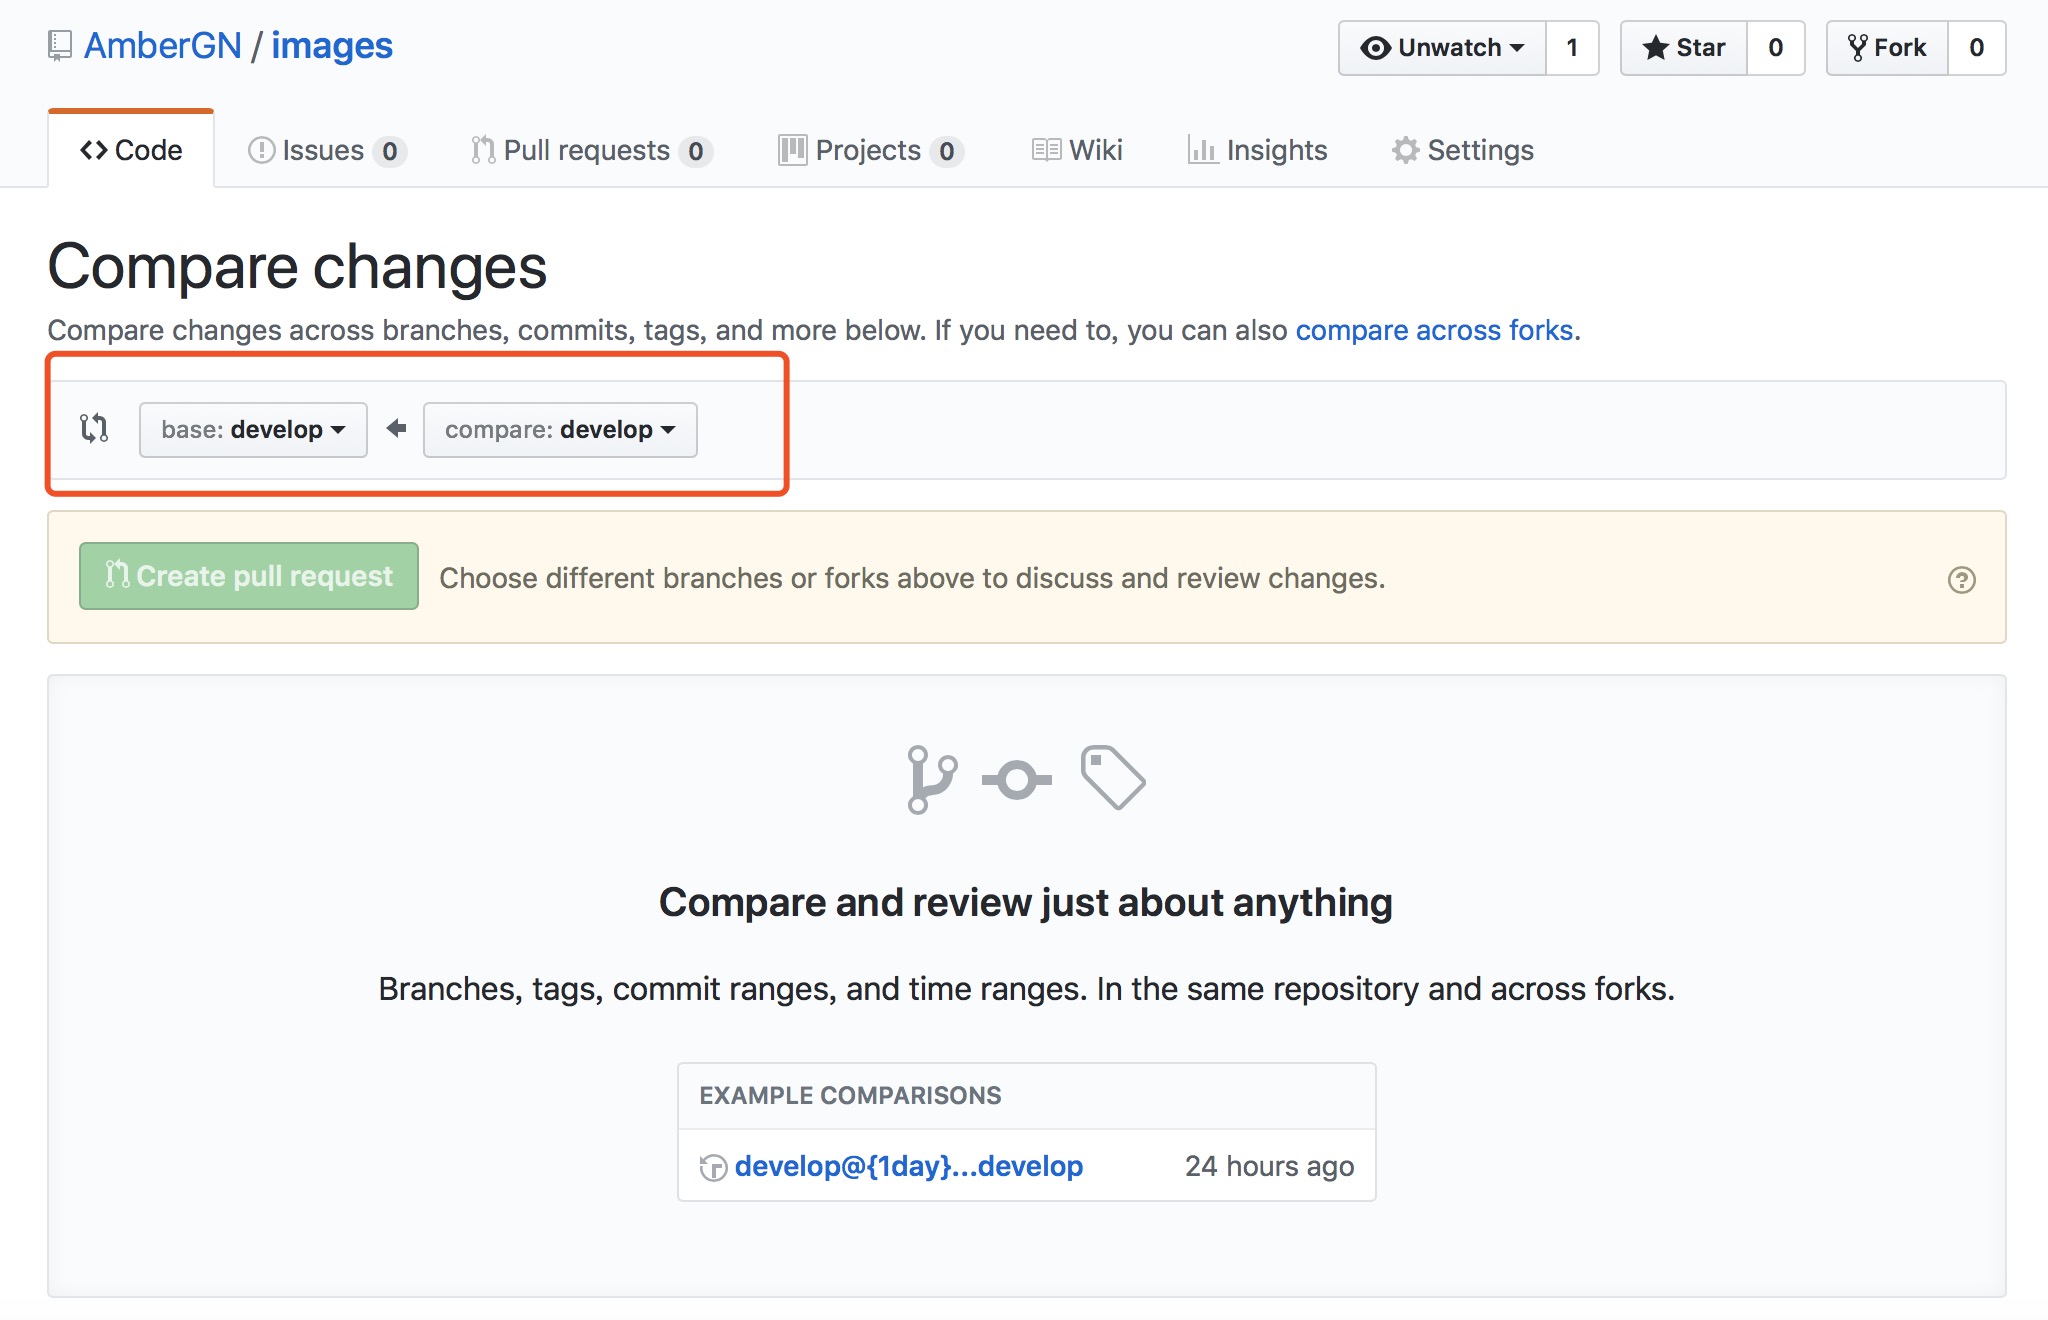 AmberGN / images
Unwatch 1 Star 0 Fork 0
Code Issues 0 Pull requests 0 Projects 0 Wiki Insights Settings
Compare changes
Compare changes across branches, commits, tags, and more below. If you need to, you can also compare across forks.
base: develop compare: develop
Create pull request Choose different branches or forks above to discuss and review changes.
Compare and review just about anything
Branches, tags, commit ranges, and time ranges. In the same repository and across forks.
EXAMPLE COMPARISONS
develop@{1day}...develop 24 hours ago